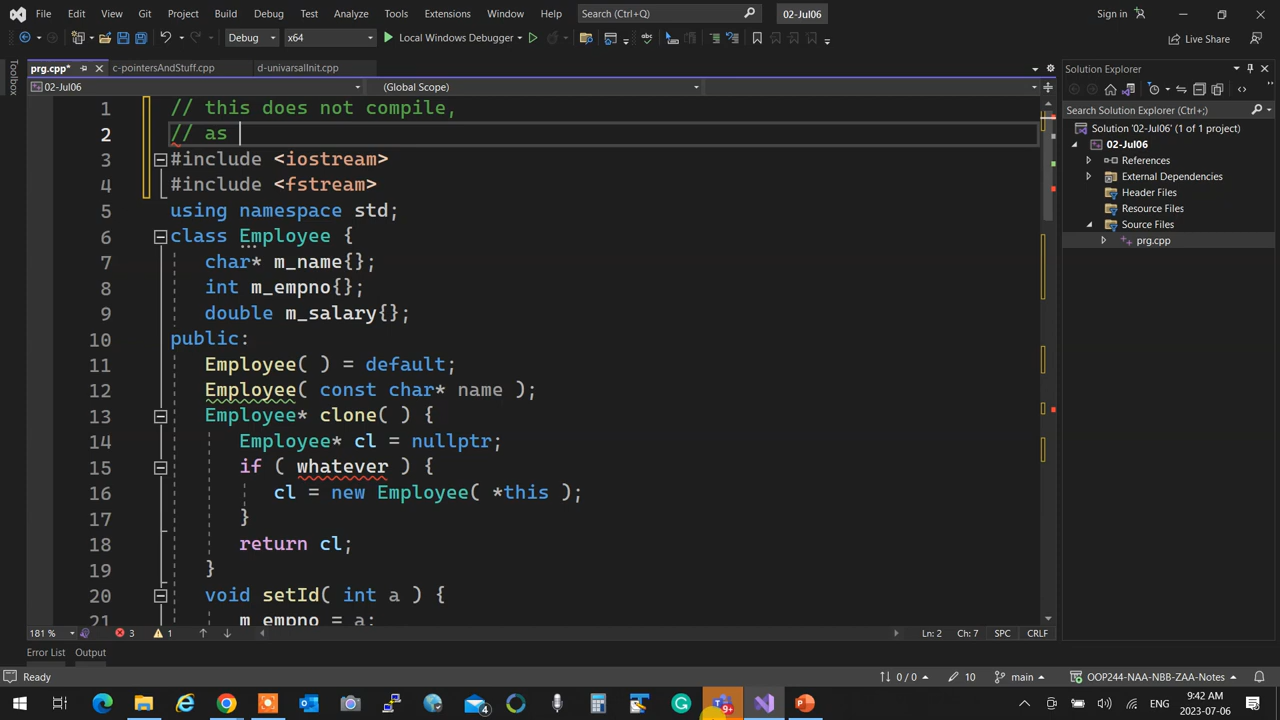 File Edit View Git Project Build Debug Test Analyze Tools Extensions Window Help Search (Ctrl+Q) 02-Jul06 Sign in
Debug x64 Local Windows Debugger Live Share
Toolbox
prg.cpp* c-pointersAndStuff.cpp d-univarsalInit.cpp
02-Jul06 (Global Scope)
1 // this does not compile,
2 // as
3 #include <iostream>
4 #include <fstream>
5 using namespace std;
6 class Employee {
7 char* m_name{};
8 int m_empno{};
9 double m_salary{};
10 public:
11 Employee( ) = default;
12 Employee( const char* name );
13 Employee* clone( ) {
14 Employee* cl = nullptr;
15 if ( whatever ) {
16 cl = new Employee( *this );
17 }
18 return cl;
19 }
20 void setId( int a ) {
21 m_empno = a;
Solution Explorer
Search Solution Explorer (Ctrl+;)
Solution '02-Jul06' (1 of 1 project)
02-Jul06
References
External Dependencies
Header Files
Resource Files
Source Files
prg.cpp
181 % 3 1 Ln: 2 Ch: 7 SPC CRLF
Error List Output
Ready 0 / 0 10 main OOP244-NAA-NBB-ZAA-Notes
4 9+
9:42 AM
2023-07-06